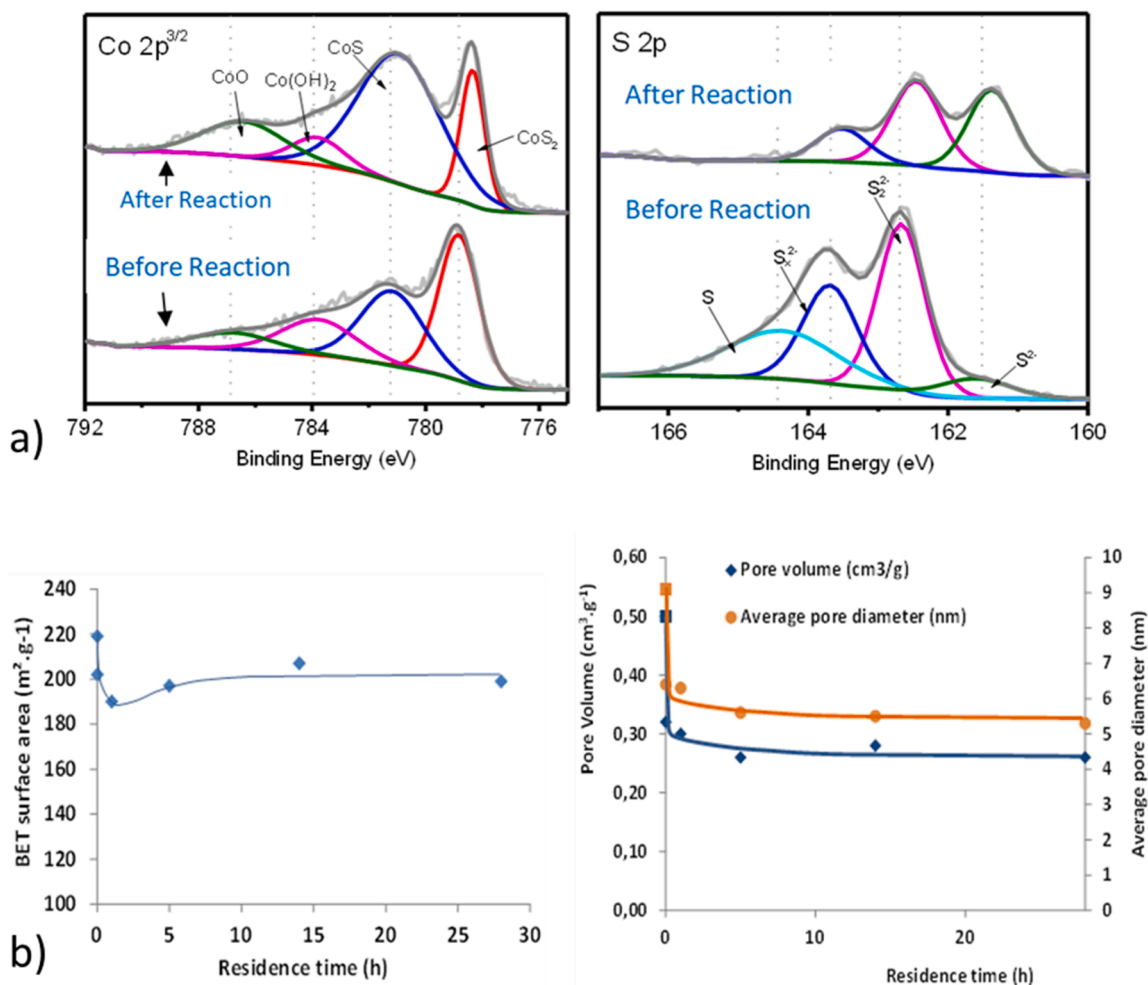 Co 2p3/2
CoO
Co(OH)2
CoS
CoS2
After Reaction
Before Reaction
792 788 784 780 776
Binding Energy (eV)
S 2p
After Reaction
Before Reaction
S
Sx2-
S22-
S2-
166 164 162 160
Binding Energy (eV)
a)
240
220
200
180
160
140
120
100
BET surface area (m².g-1)
0 5 10 15 20 25 30
Residence time (h)
0,60
0,50
0,40
0,30
0,20
0,10
0,00
Pore Volume (cm³.g-1)
Pore volume (cm3/g)
Average pore diameter (nm)
10
9
8
7
6
5
4
3
2
1
0
Average pore diameter (nm)
0 20
Residence time (h)
b)